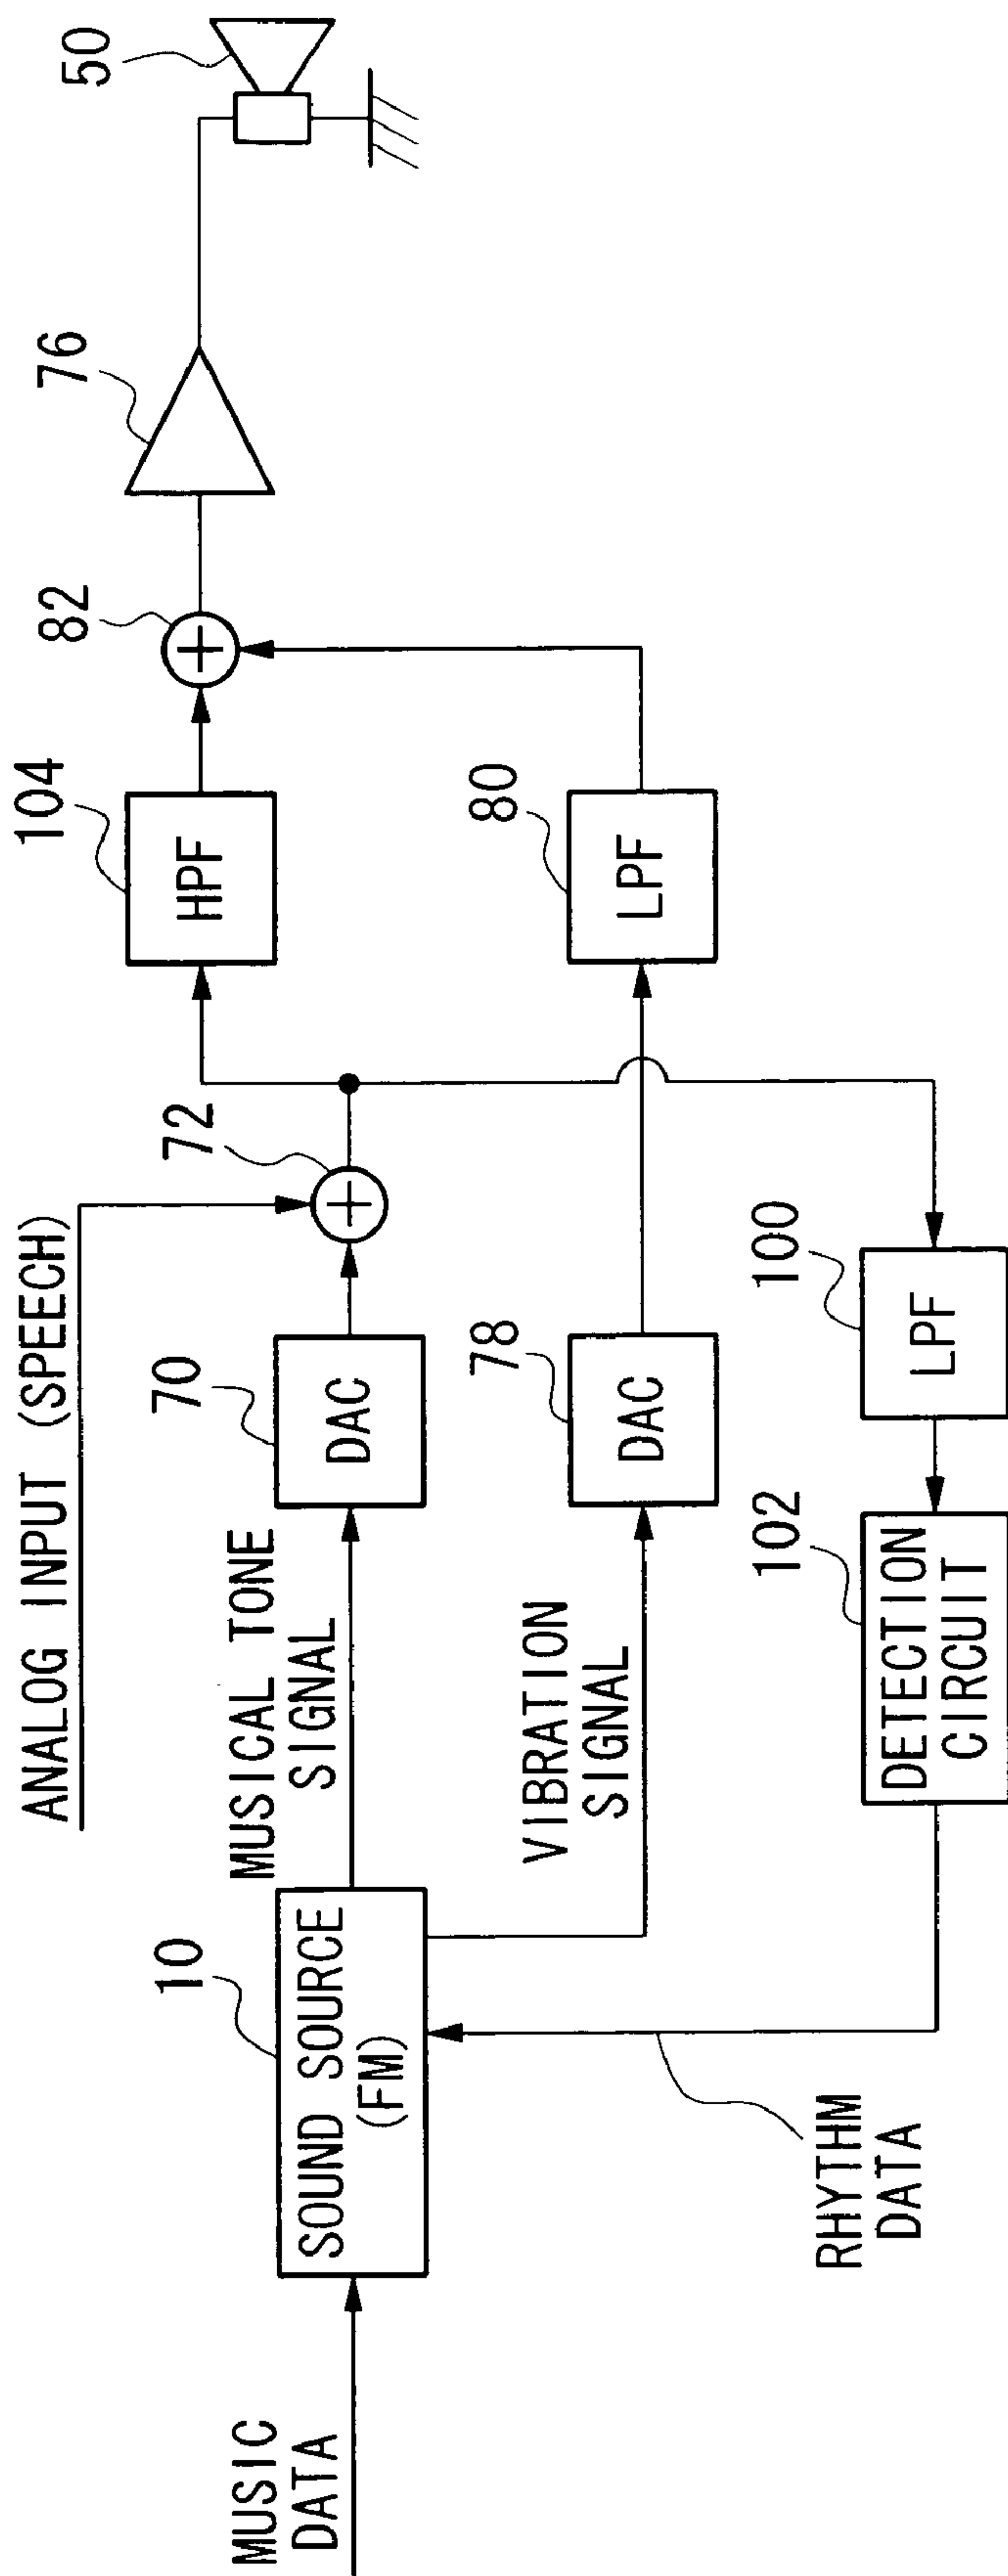 MUSIC
DATA
10
SOUND SOURCE
(FM)
RHYTHM
DATA
MUSICAL TONE
SIGNAL
VIBRATION
SIGNAL
ANALOG INPUT (SPEECH)
70
DAC
72
78
DAC
102
DETECTION
CIRCUIT
100
LPF
104
HPF
80
LPF
82
76
50